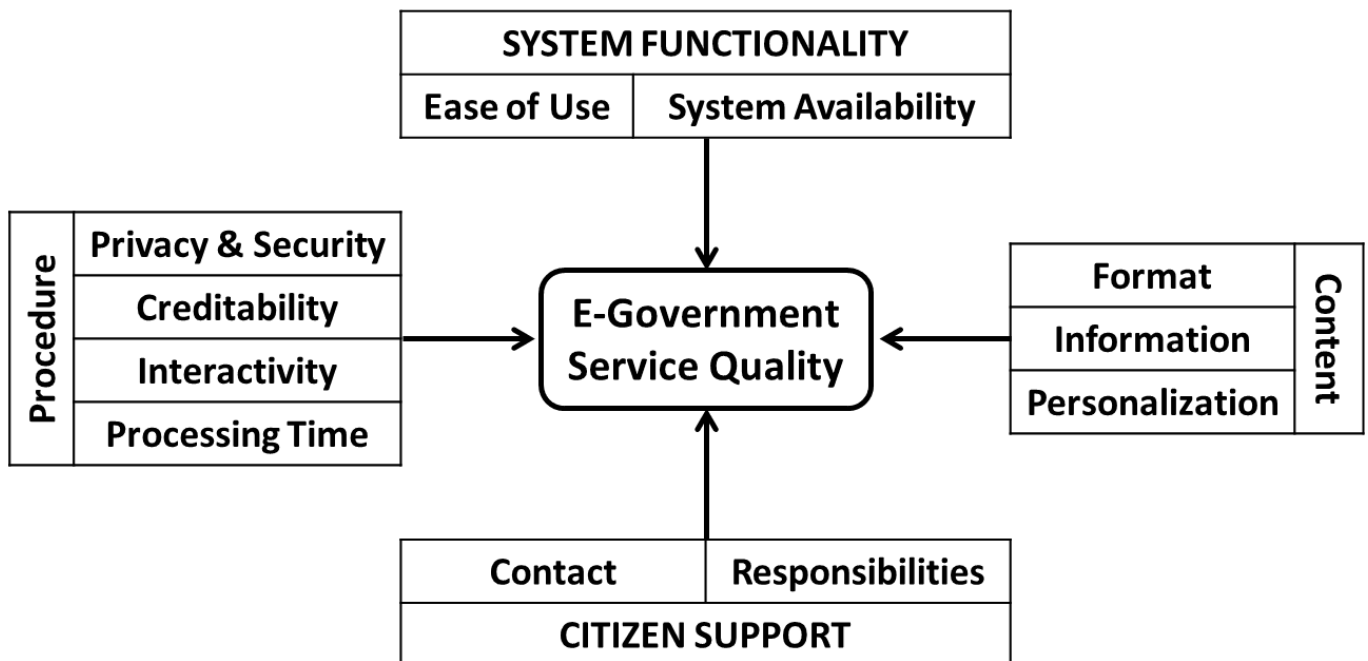 SYSTEM FUNCTIONALITY
Ease of Use
System Availability
Procedure
Privacy & Security
Creditability
Interactivity
Processing Time
E-Government
Service Quality
Format
Information
Personalization
Content
Contact
Responsibilities
CITIZEN SUPPORT